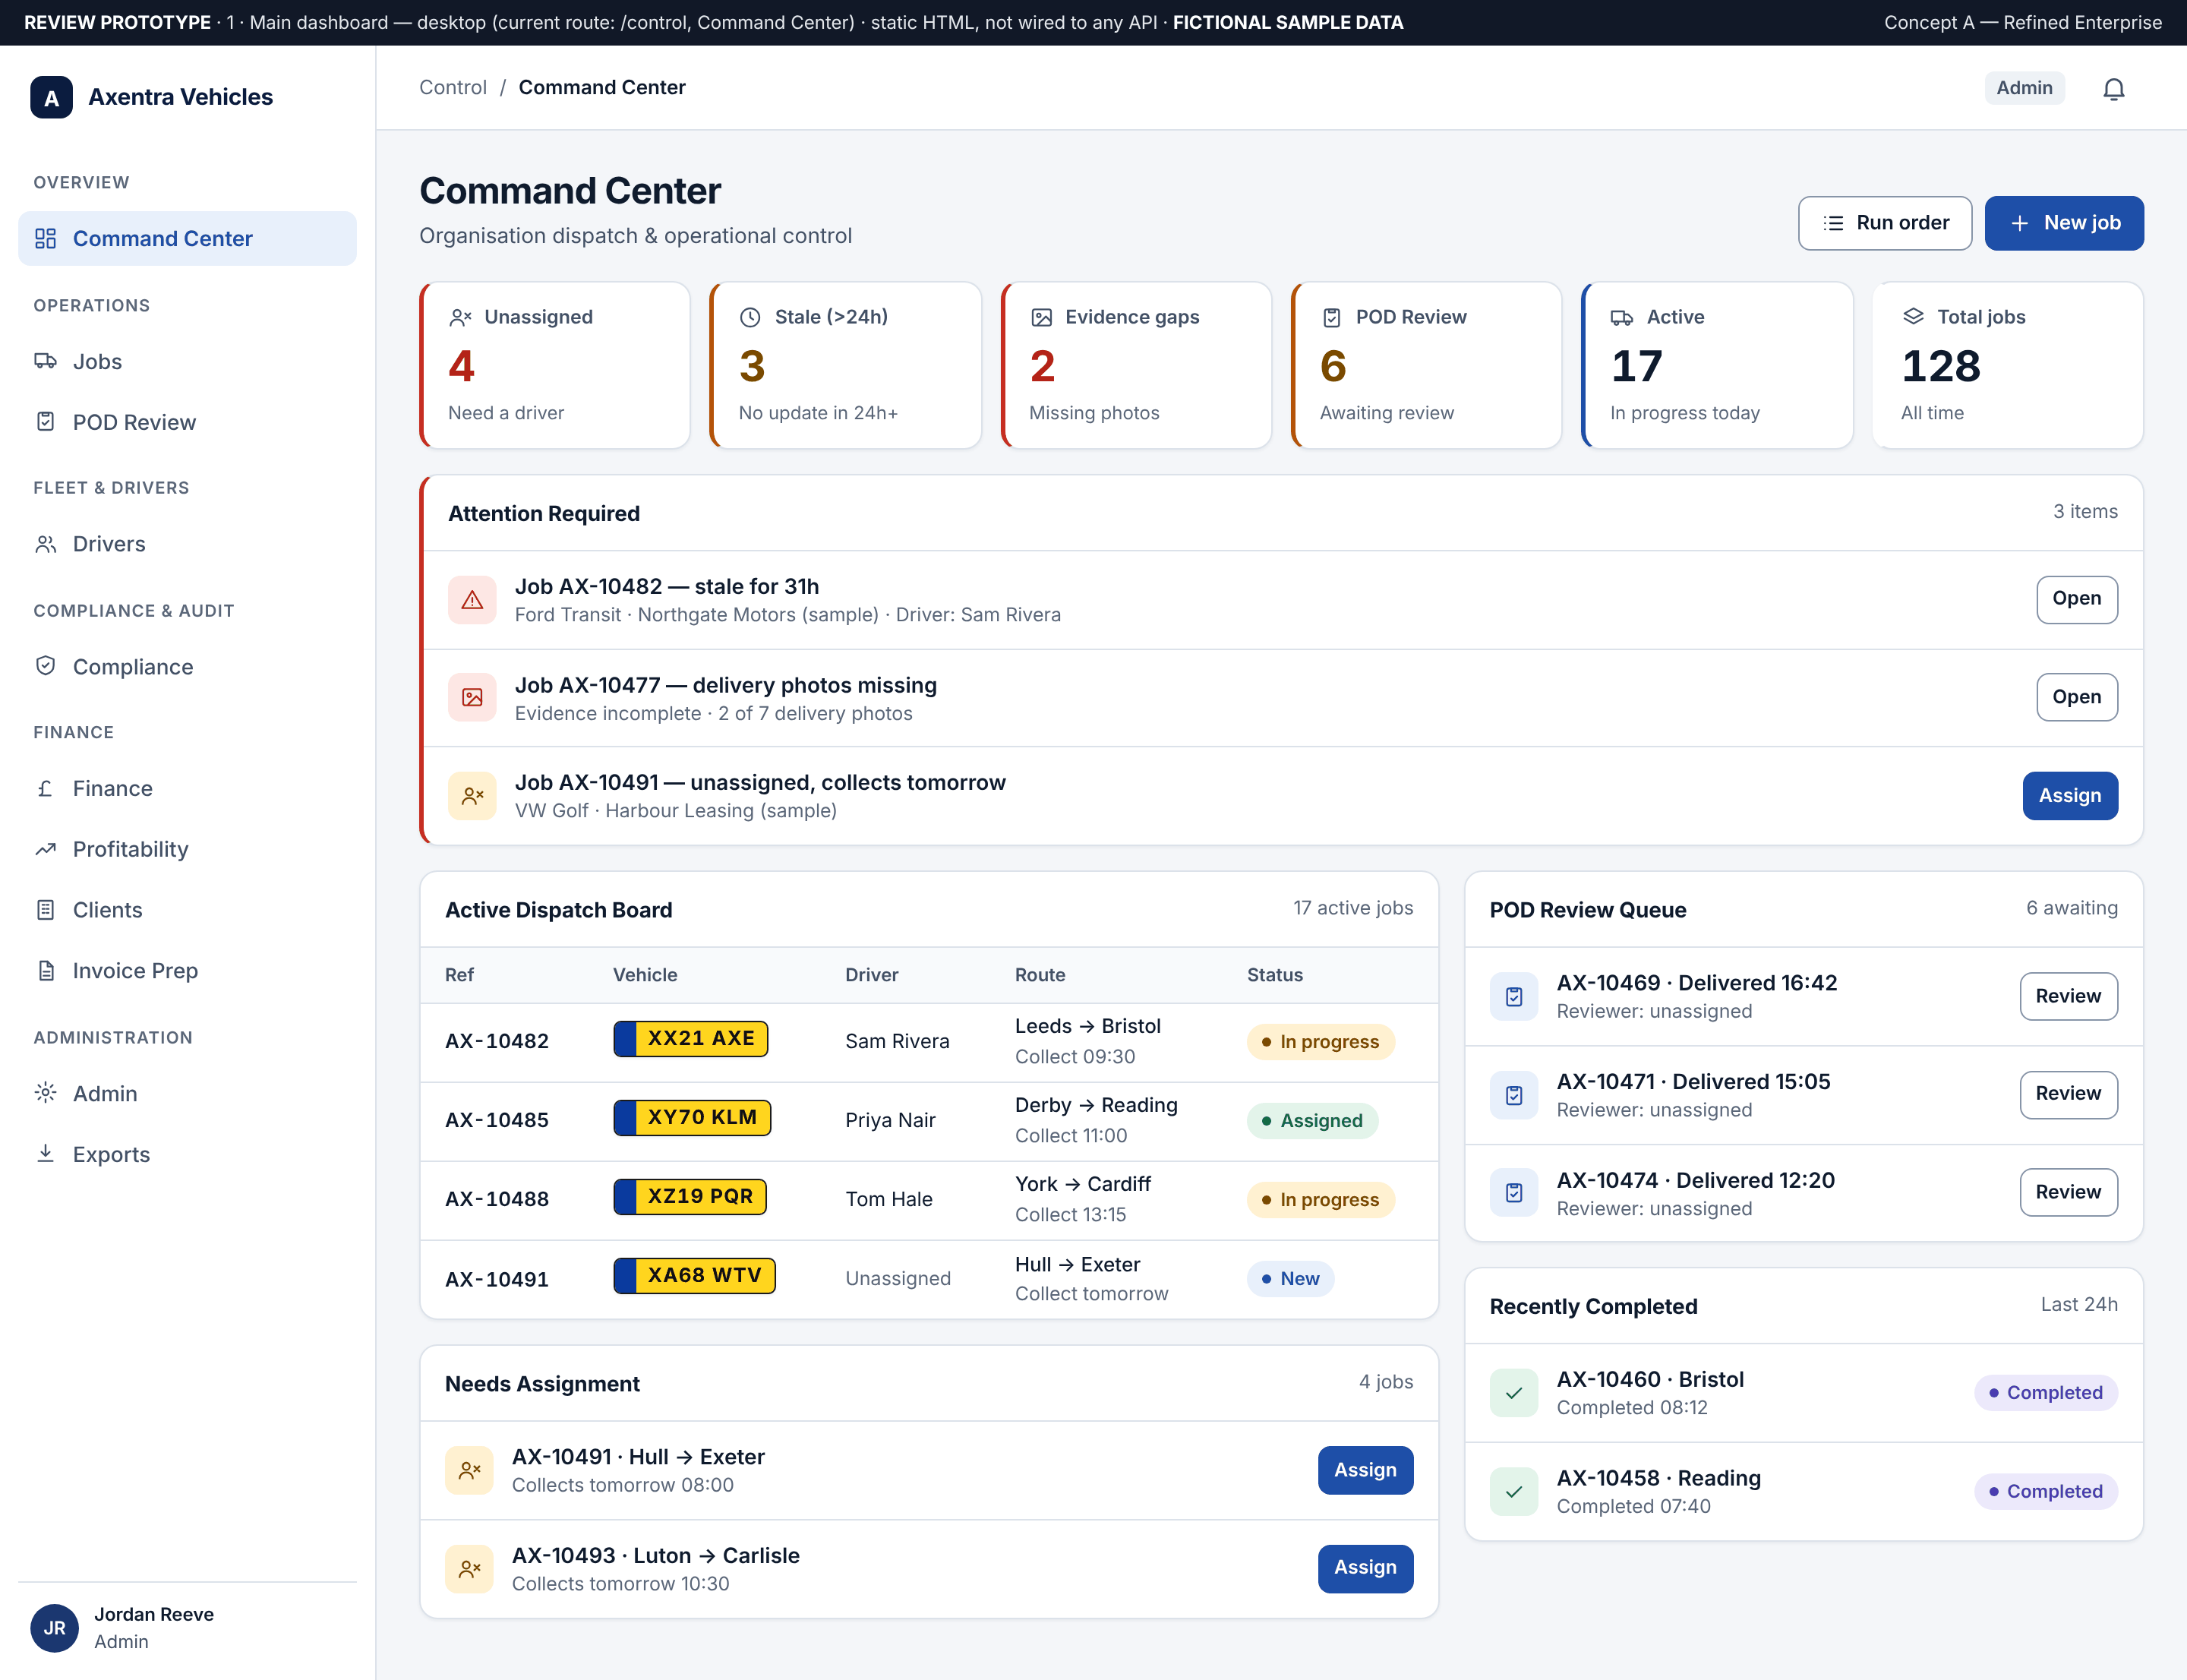 REVIEW PROTOTYPE · 1 · Main dashboard — desktop (current route: /control, Command Center) · static HTML, not wired to any API · FICTIONAL SAMPLE DATA
Concept A — Refined Enterprise
A Axentra Vehicles
OVERVIEW
Command Center
OPERATIONS
Jobs
POD Review
FLEET & DRIVERS
Drivers
COMPLIANCE & AUDIT
Compliance
FINANCE
Finance
Profitability
Clients
Invoice Prep
ADMINISTRATION
Admin
Exports
JR
Jordan Reeve
Admin
Control / Command Center
Admin
Command Center
Organisation dispatch & operational control
Run order
New job
Unassigned
4
Need a driver
Stale (>24h)
3
No update in 24h+
Evidence gaps
2
Missing photos
POD Review
6
Awaiting review
Active
17
In progress today
Total jobs
128
All time
Attention Required
3 items
Job AX-10482 — stale for 31h
Ford Transit · Northgate Motors (sample) · Driver: Sam Rivera
Open
Job AX-10477 — delivery photos missing
Evidence incomplete · 2 of 7 delivery photos
Open
Job AX-10491 — unassigned, collects tomorrow
VW Golf · Harbour Leasing (sample)
Assign
Active Dispatch Board
17 active jobs
Ref Vehicle Driver Route Status
AX-10482 XX21 AXE Sam Rivera Leeds → Bristol In progress
Collect 09:30
AX-10485 XY70 KLM Priya Nair Derby → Reading Assigned
Collect 11:00
AX-10488 XZ19 PQR Tom Hale York → Cardiff In progress
Collect 13:15
AX-10491 XA68 WTV Unassigned Hull → Exeter New
Collect tomorrow
Needs Assignment
4 jobs
AX-10491 · Hull → Exeter
Collects tomorrow 08:00
Assign
AX-10493 · Luton → Carlisle
Collects tomorrow 10:30
Assign
POD Review Queue
6 awaiting
AX-10469 · Delivered 16:42
Reviewer: unassigned
Review
AX-10471 · Delivered 15:05
Reviewer: unassigned
Review
AX-10474 · Delivered 12:20
Reviewer: unassigned
Review
Recently Completed
Last 24h
AX-10460 · Bristol
Completed 08:12
Completed
AX-10458 · Reading
Completed 07:40
Completed